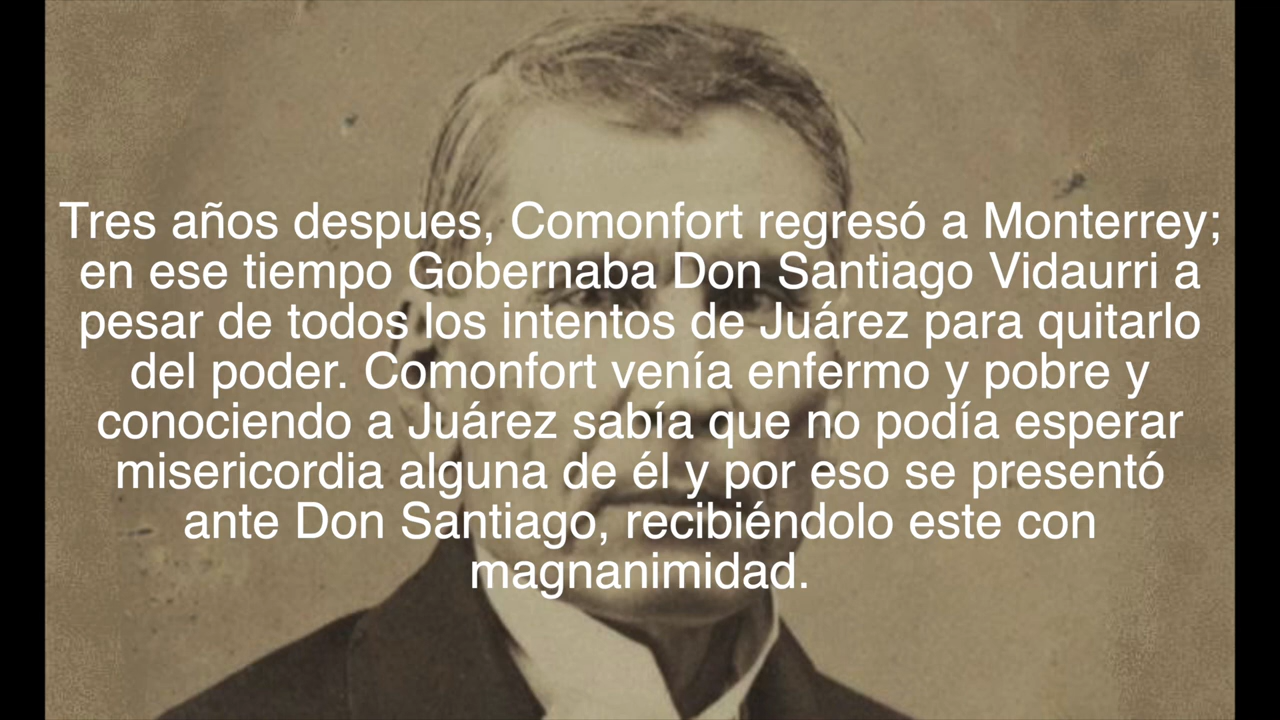 Tres años despues, Comonfort regresó a Monterrey;
en ese tiempo Gobernaba Don Santiago Vidaurri a
pesar de todos los intentos de Juárez para quitarlo
del poder. Comonfort venía enfermo y pobre y
conociendo a Juárez sabía que no podía esperar
misericordia alguna de él y por eso se presentó
ante Don Santiago, recibiéndolo este con
magnanimidad.